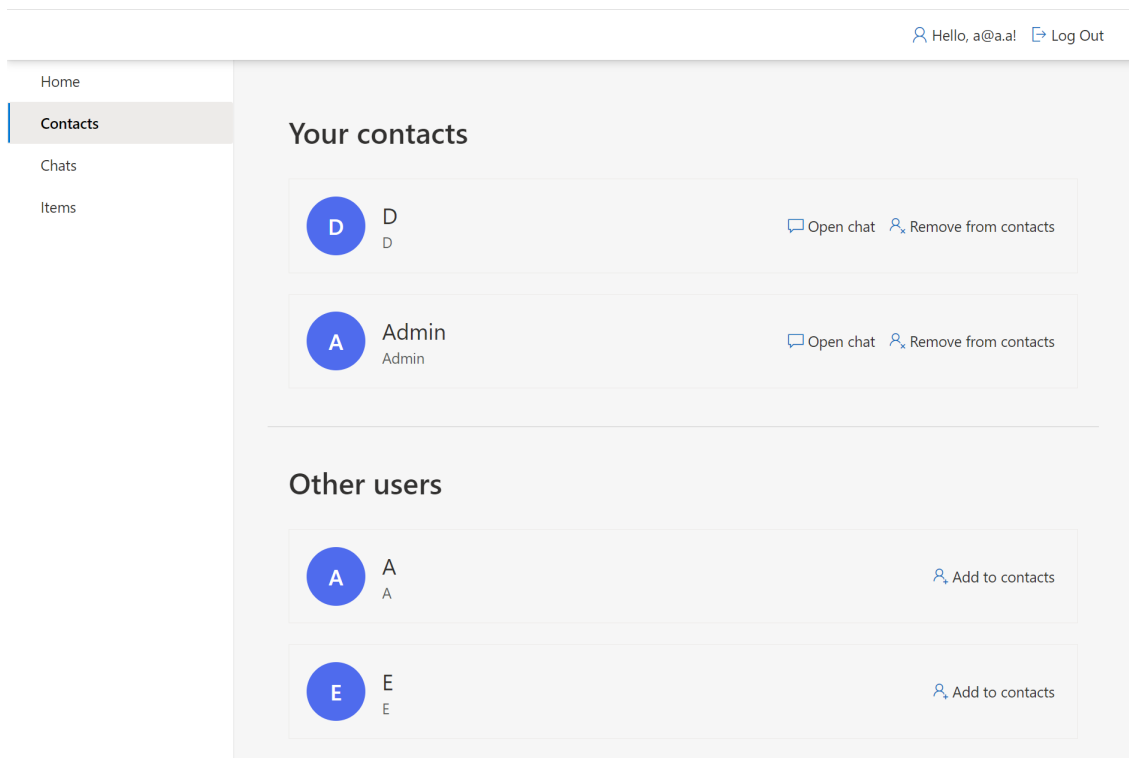 Hello, a@a.a! Log Out
Home
Contacts
Chats
Items
Your contacts
D
D
D
Open chat Remove from contacts
A
Admin
Admin
Open chat Remove from contacts
Other users
A
A
A
Add to contacts
E
E
E
Add to contacts